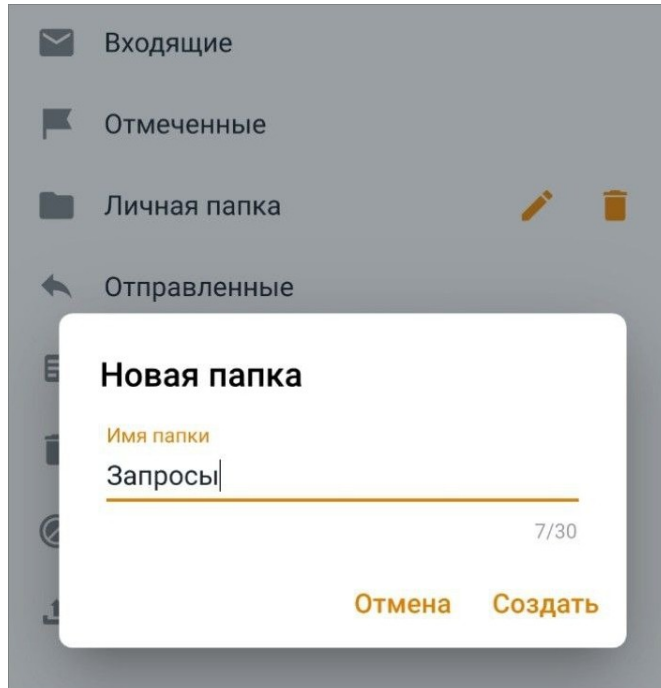 Входящие
Отмеченные
Личная папка
Отправленные
Новая папка
Имя папки
Запросы
7/30
Отмена Создать